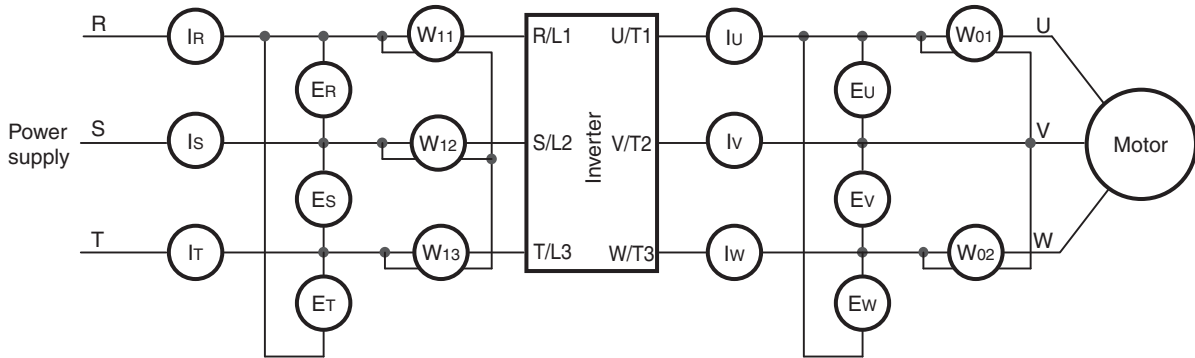 R IR W11 R/L1 U/T1 IU W01 U
ER EU
Power supply
S IS W12 S/L2 Inverter V/T2 IV V Motor
ES EV
T IT W13 T/L3 W/T3 IW W02 W
ET EW